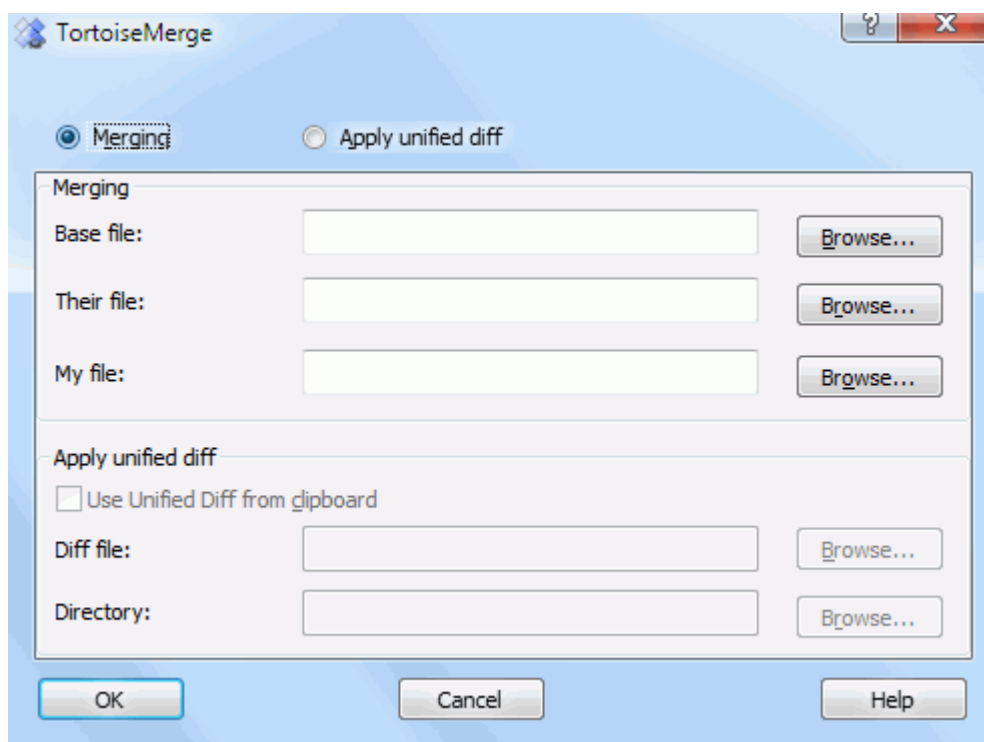 TortoiseMerge
Merging Apply unified diff
Merging
Base file: Browse...
Their file: Browse...
My file: Browse...
Apply unified diff
Use Unified Diff from clipboard
Diff file: Browse...
Directory: Browse...
OK Cancel Help